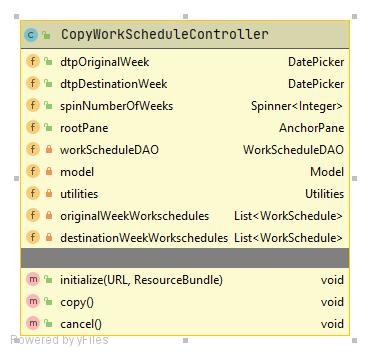 CopyWorkScheduleController
dtpOriginalWeek DatePicker
dtpDestinationWeek DatePicker
spinNumberOfWeeks Spinner<Integer>
rootPane AnchorPane
workScheduleDAO WorkScheduleDAO
model Model
utilities Utilities
originalWeekWorkschedules List<WorkSchedule>
destinationWeekWorkschedules List<WorkSchedule>
initialize(URL, ResourceBundle) void
copy() void
cancel() void
Powered by yFiles